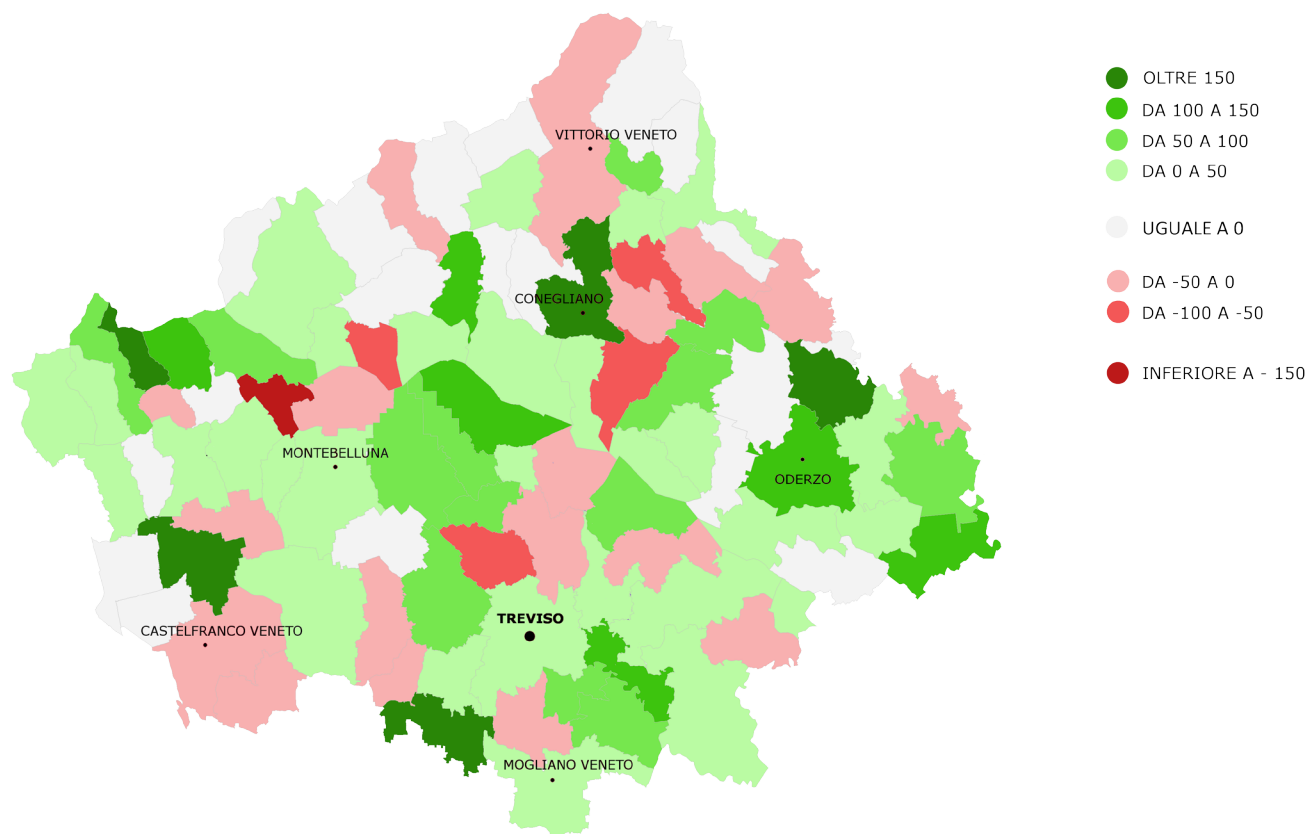 VITTORIO VENETO
CONEGLIANO
MONTEBELLUNA
ODERZO
TREVISO
CASTELFRANCO VENETO
MOGLIANO VENETO
OLTRE 150
DA 100 A 150
DA 50 A 100
DA 0 A 50
UGUALE A 0
DA -50 A 0
DA -100 A -50
INFERIORE A - 150